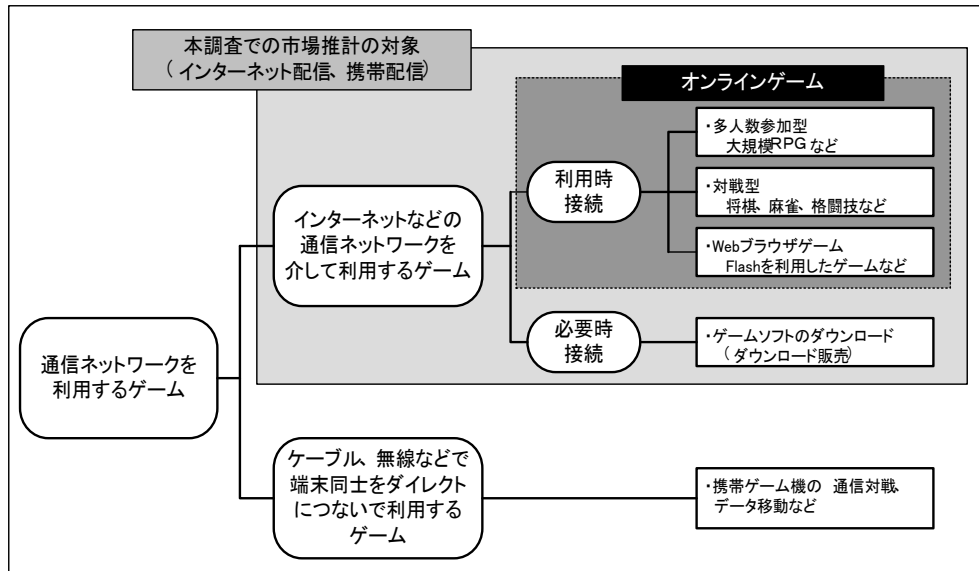 本調査での市場推計の対象
(インターネット配信、携帯配信)
オンラインゲーム
・多人数参加型
大規模RPGなど
利用時
接続
・対戦型
将棋、麻雀、格闘技など
インターネットなどの
通信ネットワークを
介して利用するゲーム
・Webブラウザゲーム
Flashを利用したゲームなど
必要時
接続
・ゲームソフトのダウンロード
(ダウンロード販売)
通信ネットワークを
利用するゲーム
ケーブル、無線などで
端末同士をダイレクト
につないで利用する
ゲーム
・携帯ゲーム機の 通信対戦、
データ移動など